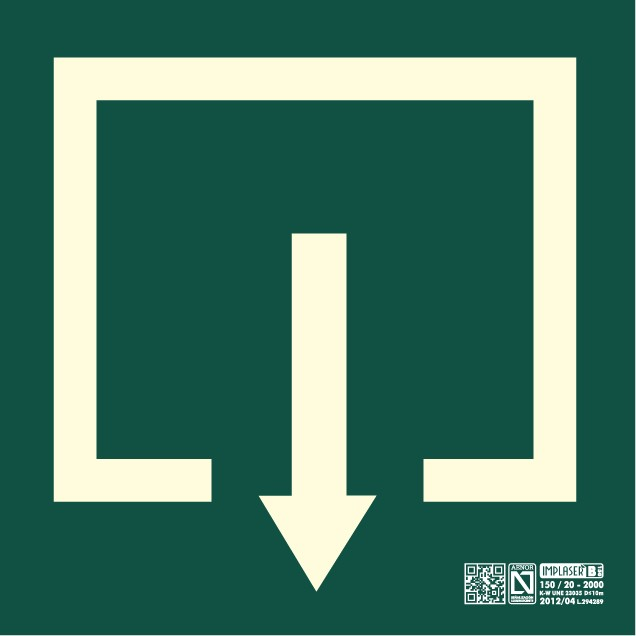 AENOR
IMPLASER B
150 / 20 - 2000
K-W UNE 23035 D≤10m
2012/04 L.294289